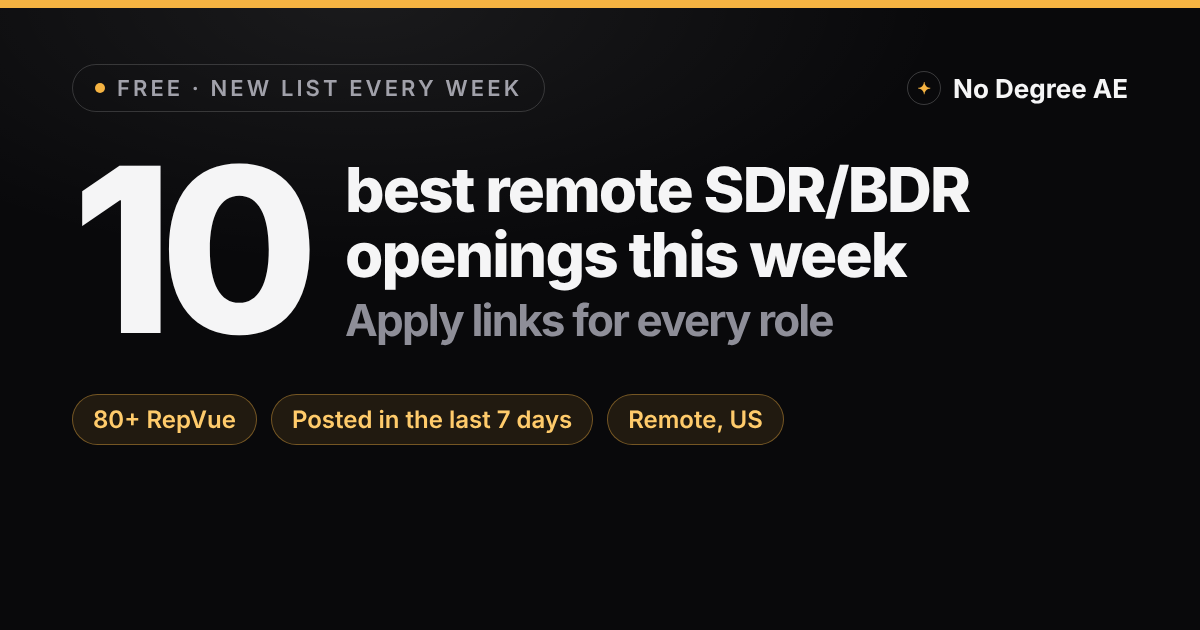 FREE · NEW LIST EVERY WEEK
No Degree AE
10
best remote SDR/BDR
openings this week
Apply links for every role
80+ RepVue
Posted in the last 7 days
Remote, US